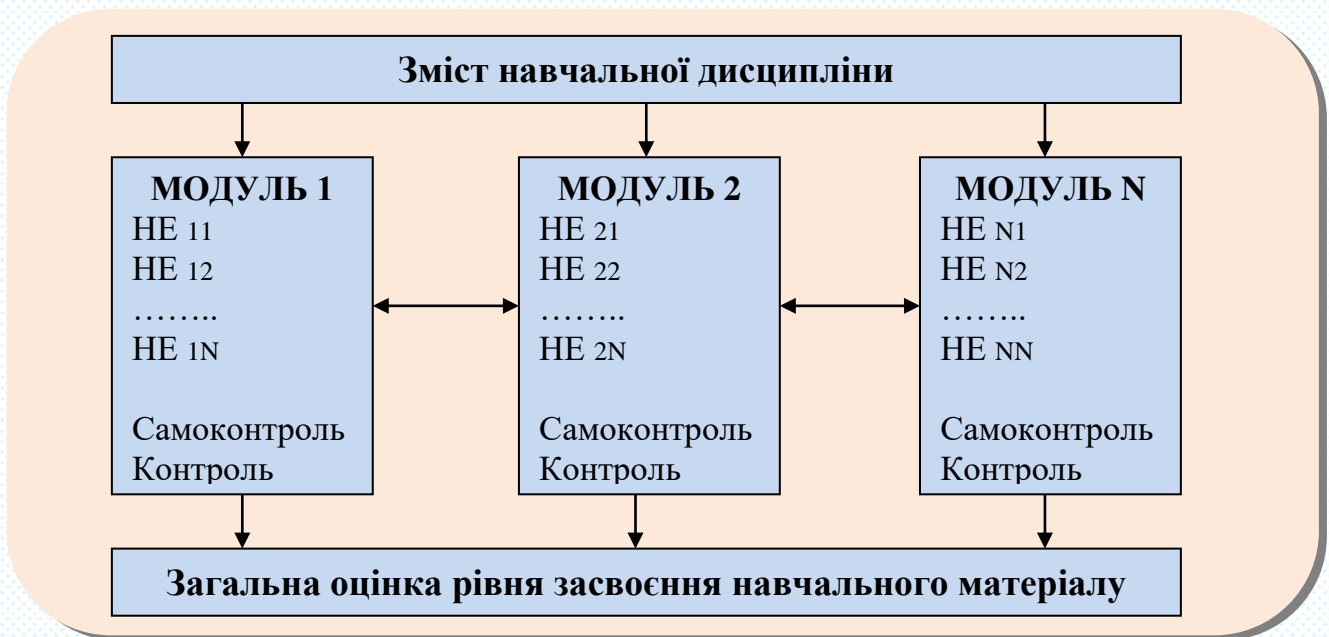 Зміст навчальної дисципліни
МОДУЛЬ 1
НЕ 11
НЕ 12
……..
НЕ 1N
Самоконтроль
Контроль
МОДУЛЬ 2
НЕ 21
НЕ 22
……..
НЕ 2N
Самоконтроль
Контроль
МОДУЛЬ N
НЕ N1
НЕ N2
……..
НЕ NN
Самоконтроль
Контроль
Загальна оцінка рівня засвоєння навчального матеріалу